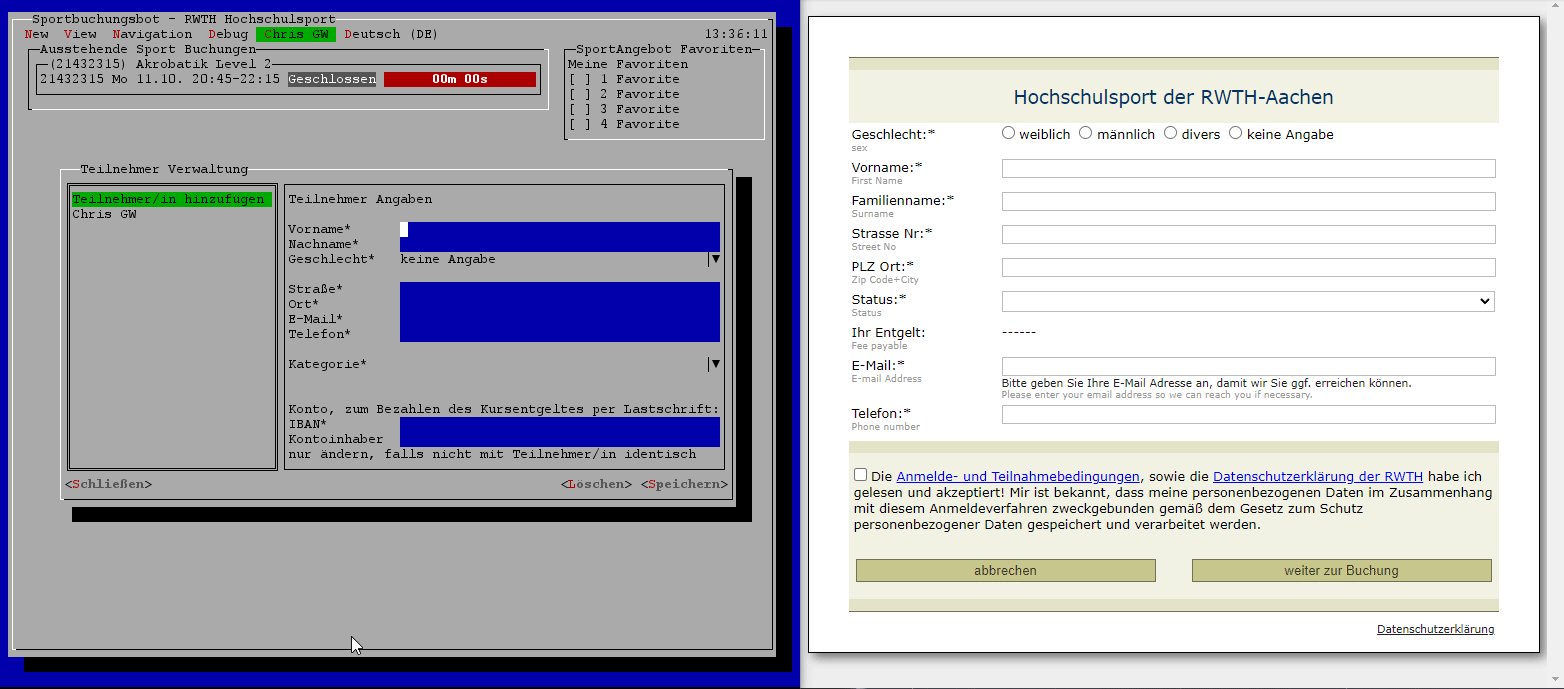 Sportbuchungsbot - RWTH Hochschulsport
New View Navigation Debug Chris GW Deutsch (DE) 13:36:11
Ausstehende Sport Buchungen
(21432315) Akrobatik Level 2
21432315 Mo 11.10. 20:45-22:15 Geschlossen 00m 00s
SportAngebot Favoriten
Meine Favoriten
[ ] 1 Favorite
[ ] 2 Favorite
[ ] 3 Favorite
[ ] 4 Favorite
Teilnehmer Verwaltung
Teilnehmer/in hinzufügen
Chris GW
Teilnehmer Angaben
Vorname*
Nachname*
Geschlecht* keine Angabe
Straße*
Ort*
E-Mail*
Telefon*
Kategorie*
Konto, zum Bezahlen des Kursentgeltes per Lastschrift:
IBAN*
Kontoinhaber
nur ändern, falls nicht mit Teilnehmer/in identisch
<Schließen> <Löschen> <Speichern>
Hochschulsport der RWTH-Aachen
Geschlecht:* weiblich männlich divers keine Angabe
sex
Vorname:*
First Name
Familienname:*
Surname
Strasse Nr:*
Street No
PLZ Ort:*
Zip Code+City
Status:*
Status
Ihr Entgelt: ------
Fee payable
E-Mail:*
E-mail Address
Bitte geben Sie Ihre E-Mail Adresse an, damit wir Sie ggf. erreichen können.
Please enter your email address so we can reach you if necessary.
Telefon:*
Phone number
Die Anmelde- und Teilnahmebedingungen, sowie die Datenschutzerklärung der RWTH habe ich
gelesen und akzeptiert! Mir ist bekannt, dass meine personenbezogenen Daten im Zusammenhang
mit diesem Anmeldeverfahren zweckgebunden gemäß dem Gesetz zum Schutz
personenbezogener Daten gespeichert und verarbeitet werden.
abbrechen weiter zur Buchung
Datenschutzerklärung